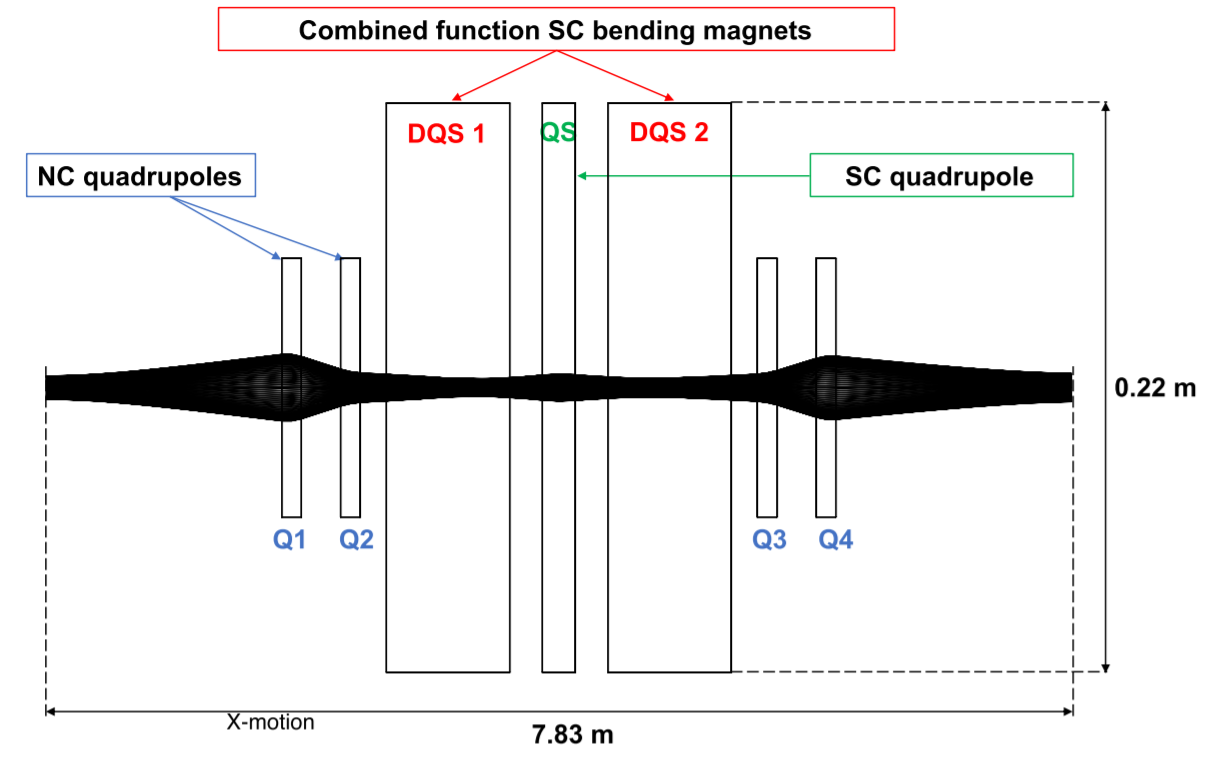 Combined function SC bending magnets
DQS 1
QS
DQS 2
NC quadrupoles
SC quadrupole
0.22 m
Q1
Q2
Q3
Q4
X-motion
7.83 m